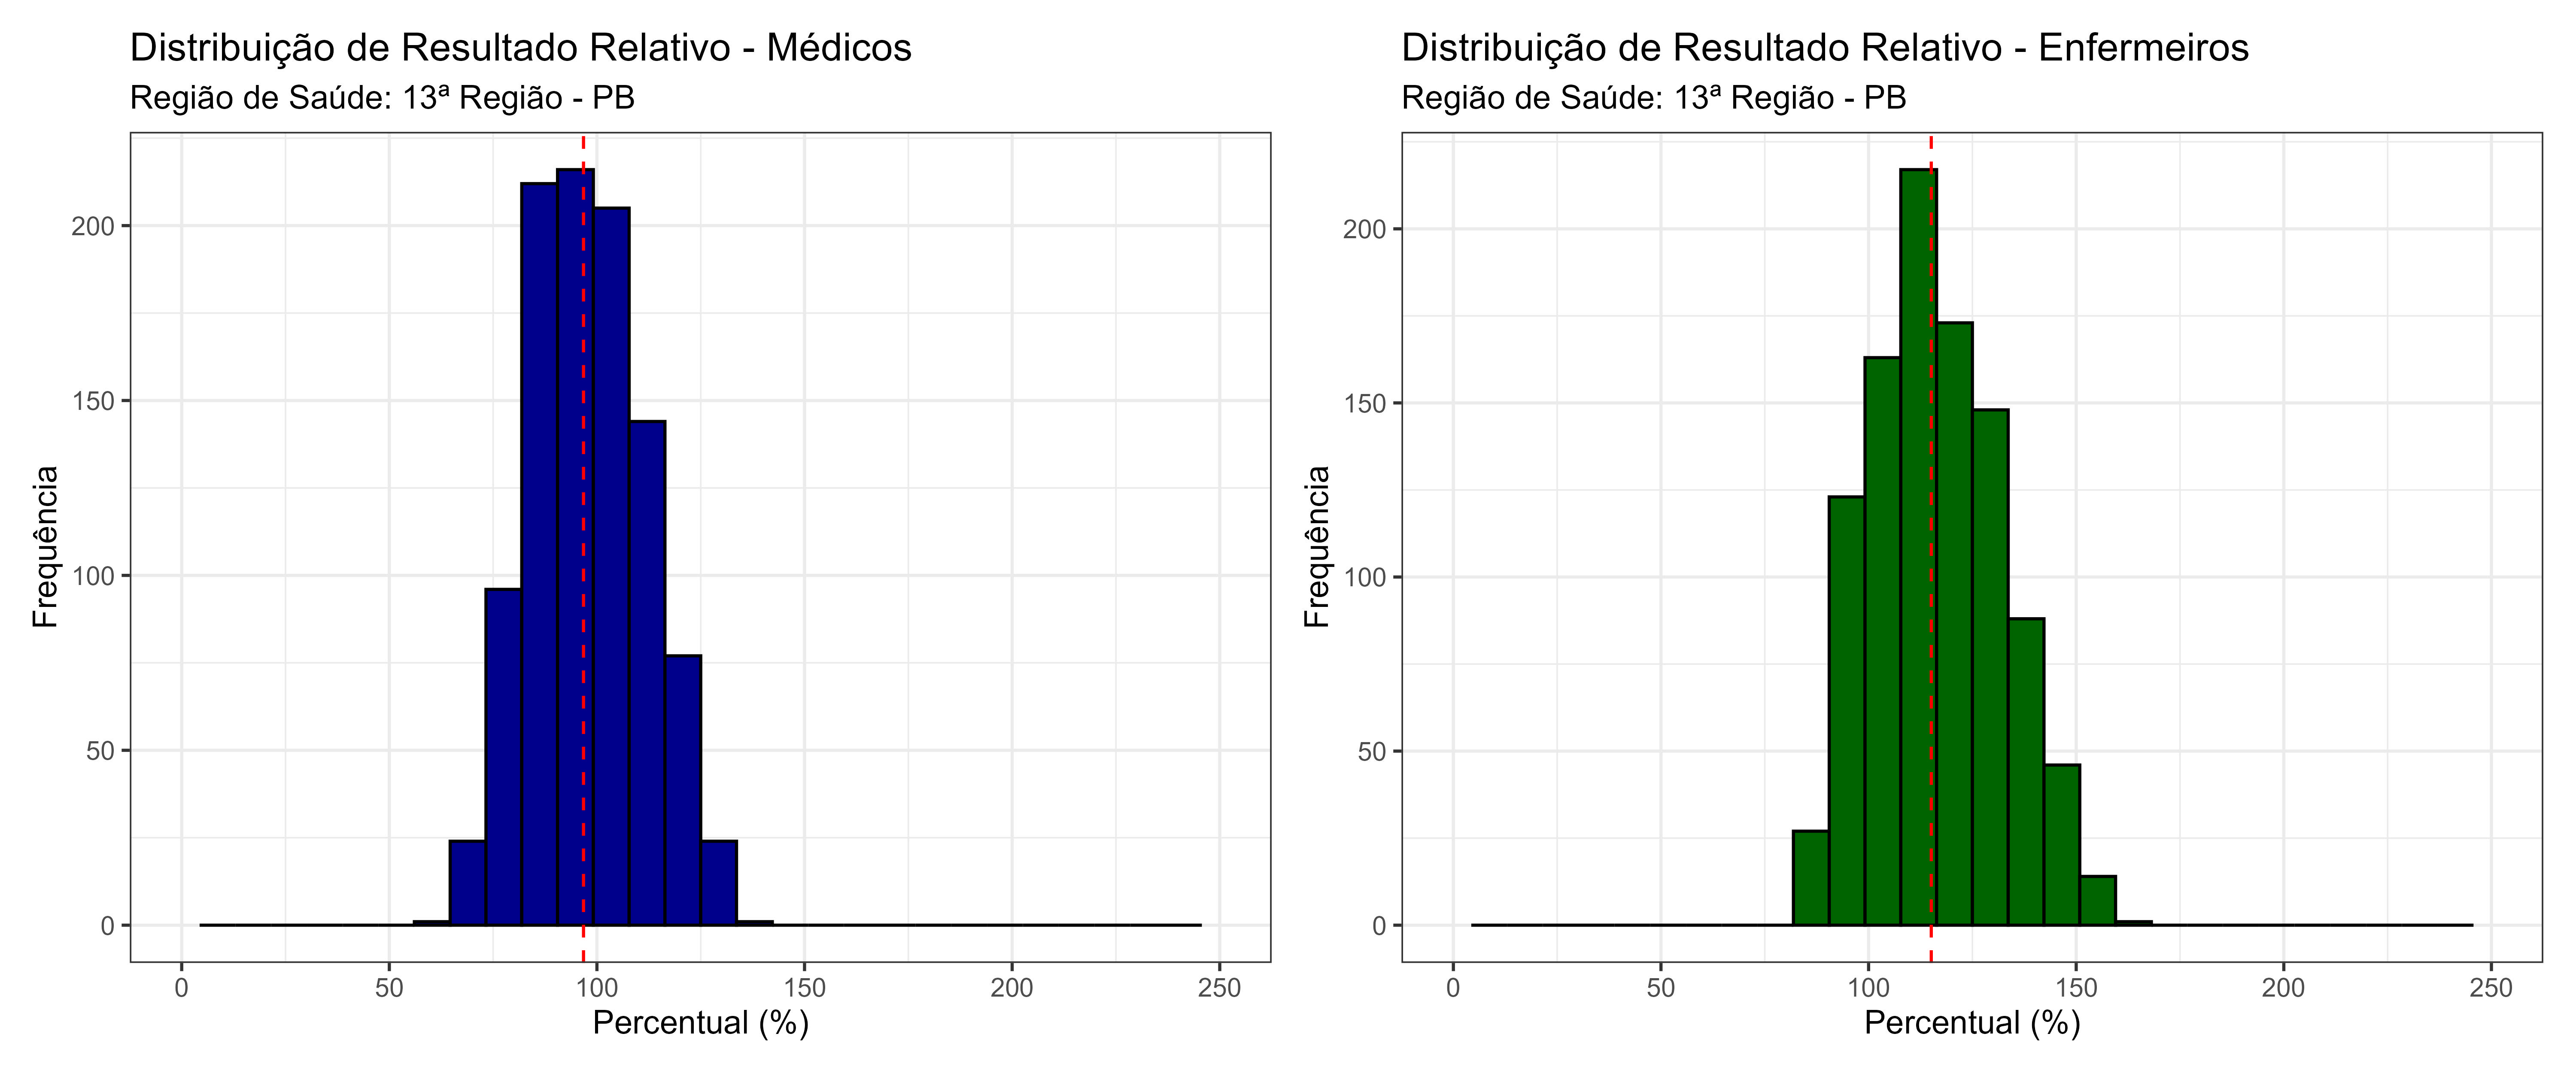 Distribuição de Resultado Relativo - Médicos
Região de Saúde: 13ª Região - PB
Frequência
200
150
100
50
0
0 50 100 150 200 250
Percentual (%)
Distribuição de Resultado Relativo - Enfermeiros
Região de Saúde: 13ª Região - PB
Frequência
200
150
100
50
0
0 50 100 150 200 250
Percentual (%)